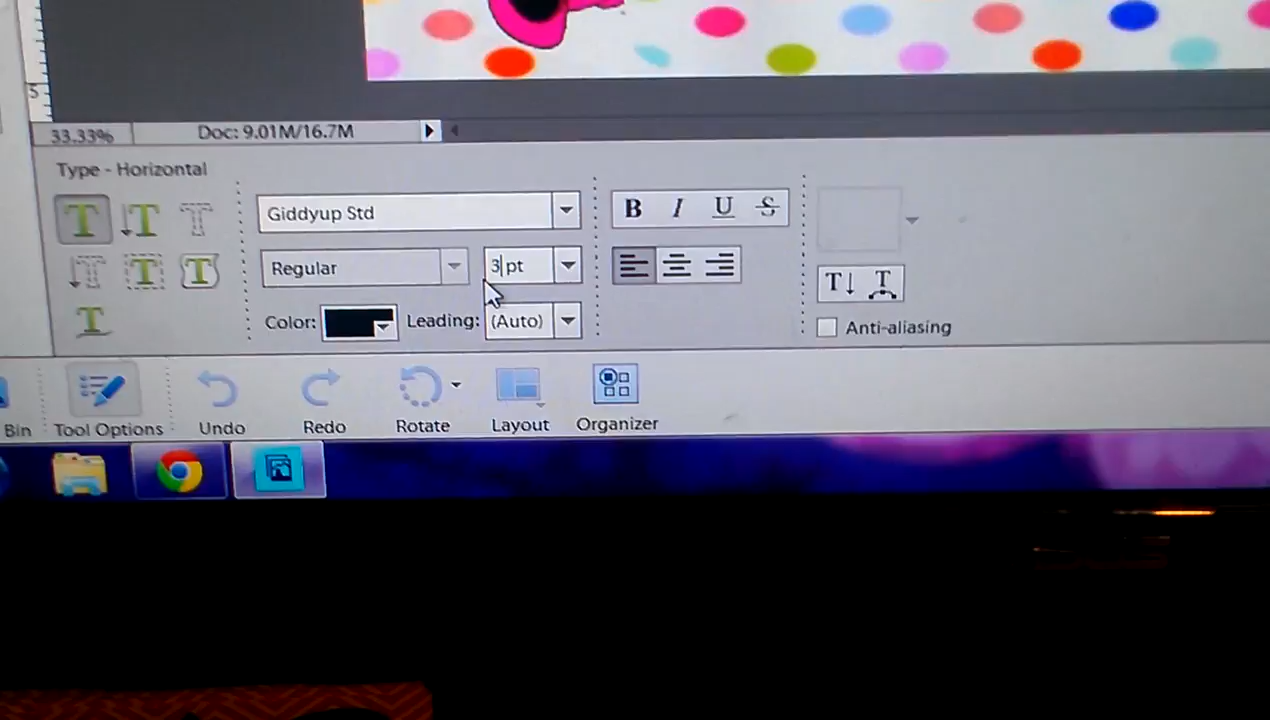 5
33.33%
Doc: 9.01M/16.7M
Type - Horizontal
T T T
T T T
T
Giddyup Std
Regular
3 pt
Color:
Leading: (Auto)
B I U S
T T
Anti-aliasing
Bin
Tool Options
Undo
Redo
Rotate
Layout
Organizer